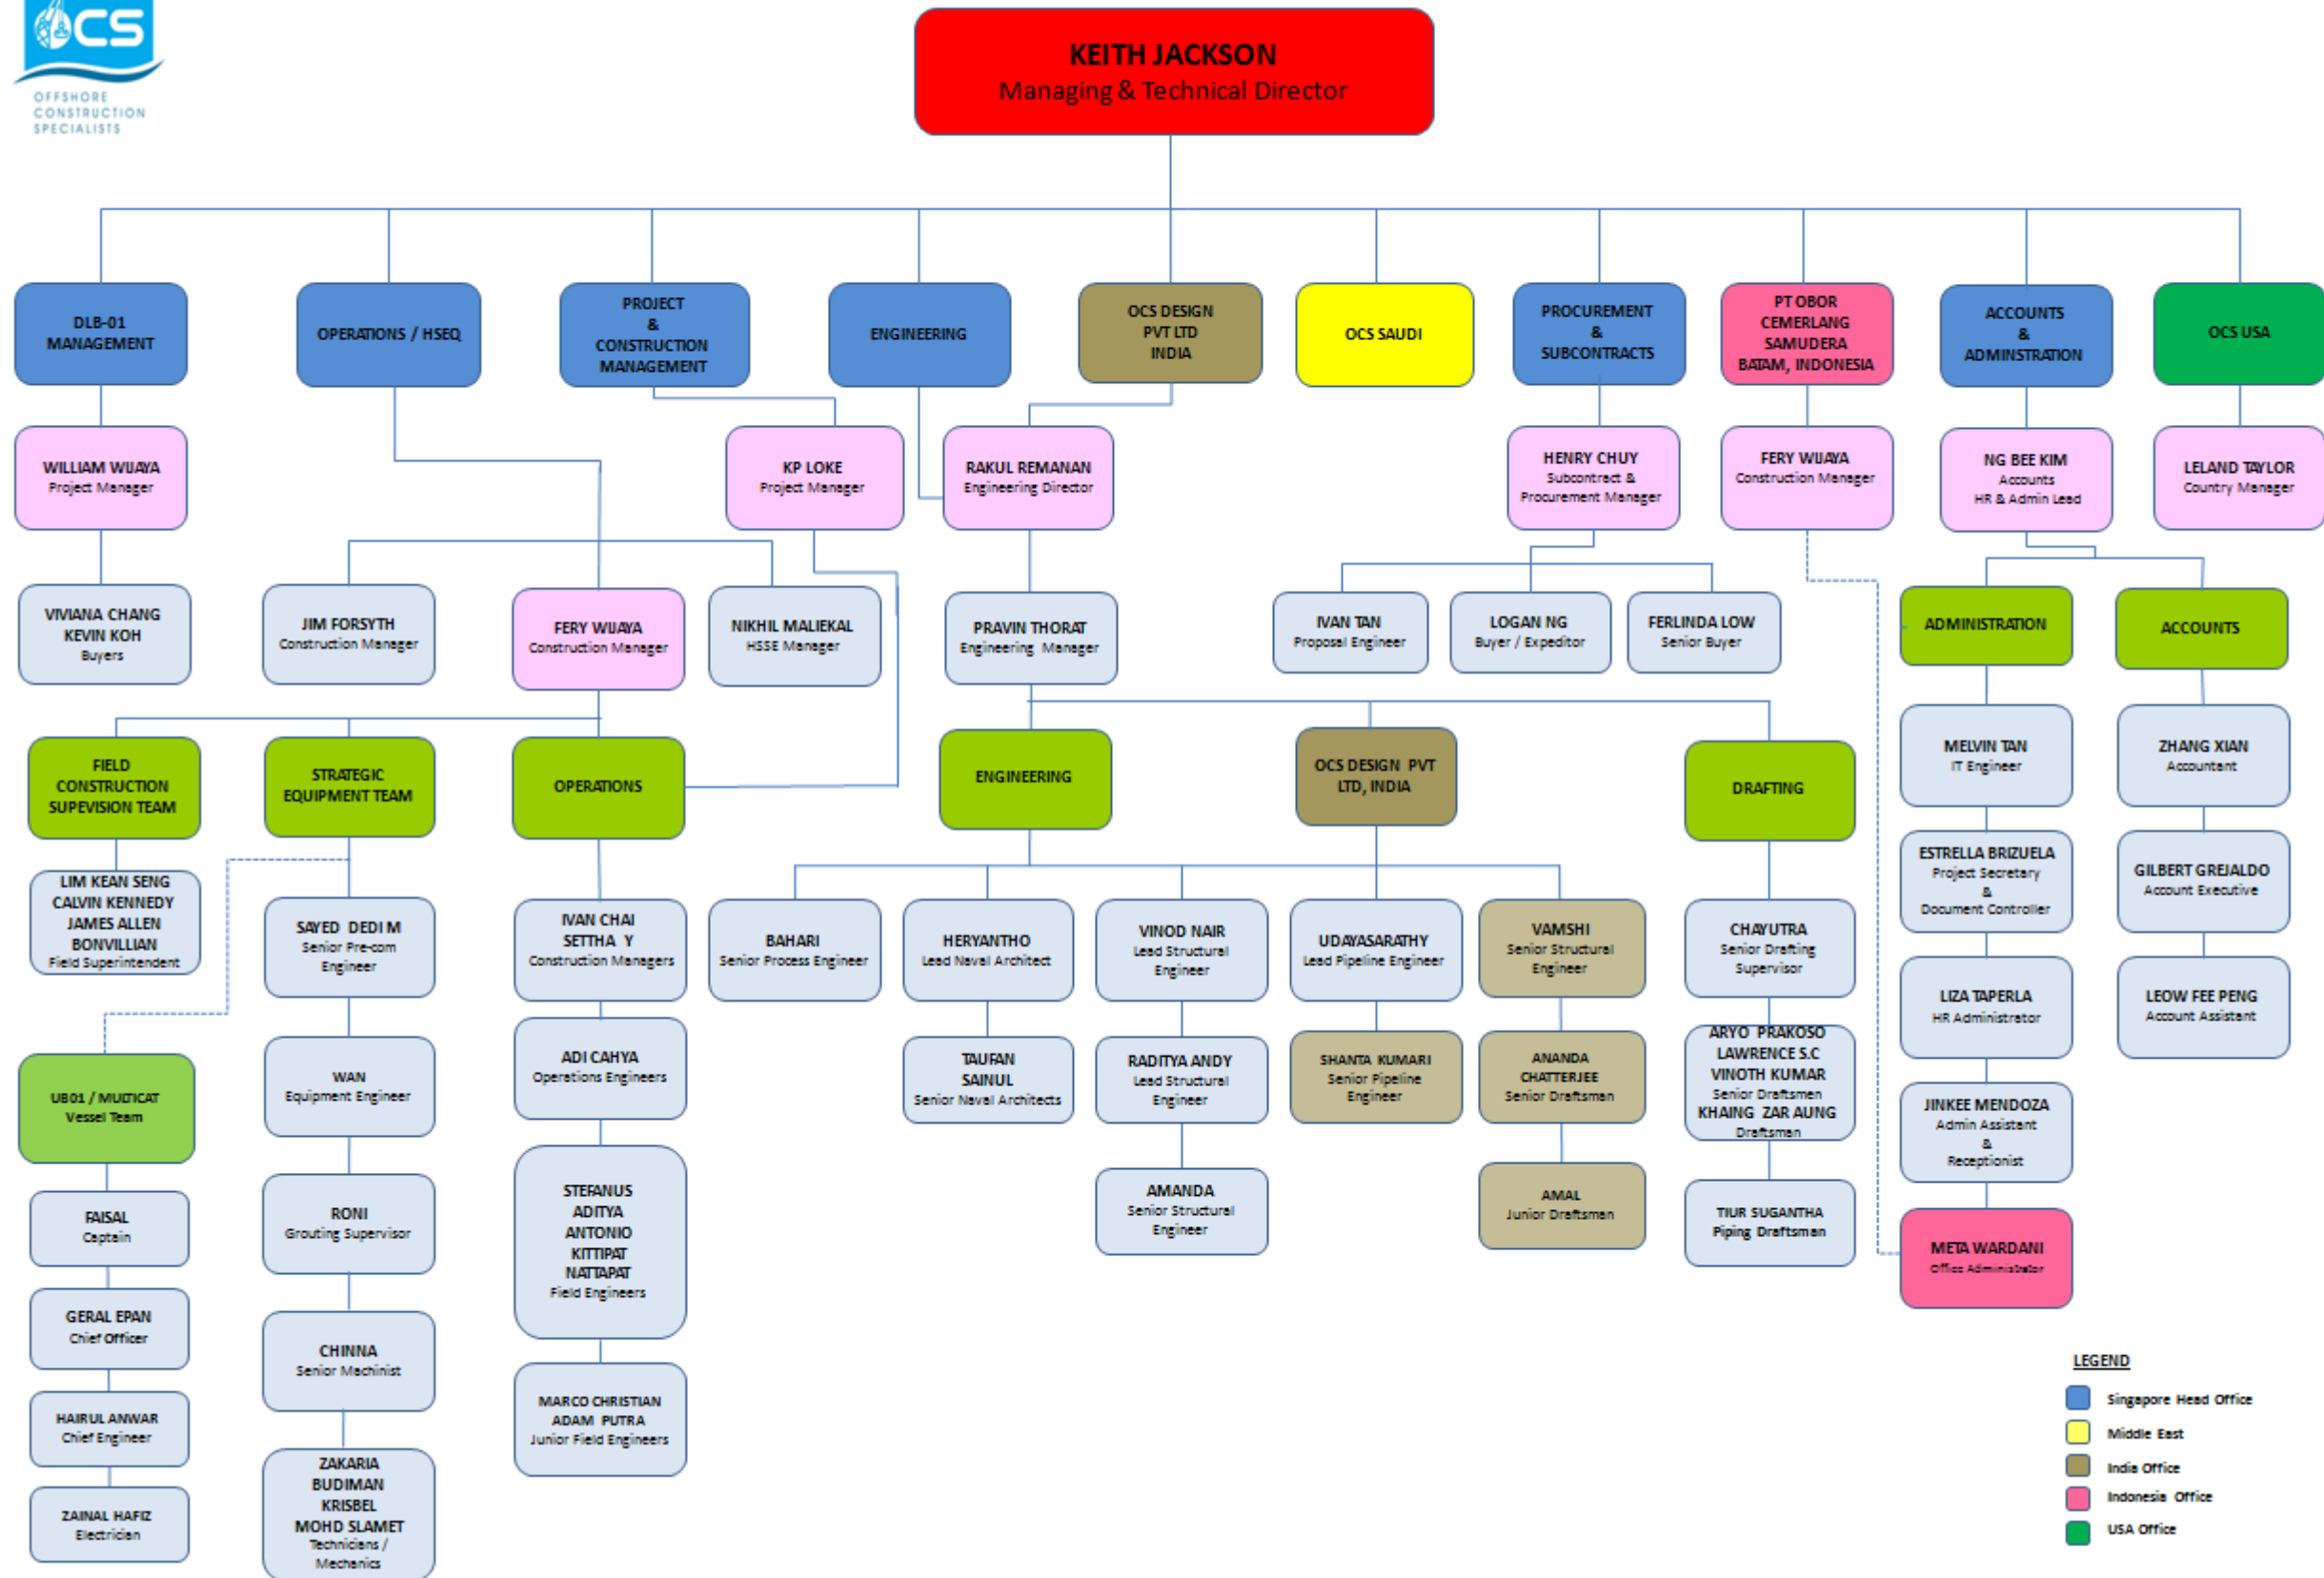 OCS
OFFSHORE
CONSTRUCTION
SPECIALISTS
KEITH JACKSON
Managing & Technical Director
DLB-01
MANAGEMENT
OPERATIONS / HSEQ
PROJECT
&
CONSTRUCTION
MANAGEMENT
ENGINEERING
OCS DESIGN
PVT LTD
INDIA
OCS SAUDI
PROCUREMENT
&
SUBCONTRACTS
PT OBOR
CEMERLANG
SAMUDERA
BATAM, INDONESIA
ACCOUNTS
&
ADMINSTRATION
OCS USA
WILLIAM WIJAYA
Project Manager
KP LOKE
Project Manager
RAKUL REMANAN
Engineering Director
HENRY CHUY
Subcontract &
Procurement Manager
FERY WIJAYA
Construction Manager
NG BEE KIM
Accounts
HR & Admin Lead
LELAND TAYLOR
Country Manager
VIVIANA CHANG
KEVIN KOH
Buyers
JIM FORSYTH
Construction Manager
FERY WIJAYA
Construction Manager
NIKHIL MALIEKAL
HSSE Manager
PRAVIN THORAT
Engineering Manager
IVAN TAN
Proposal Engineer
LOGAN NG
Buyer / Expeditor
FERLINDA LOW
Senior Buyer
ADMINISTRATION
ACCOUNTS
FIELD
CONSTRUCTION
SUPEVISION TEAM
STRATEGIC
EQUIPMENT TEAM
OPERATIONS
ENGINEERING
OCS DESIGN PVT
LTD, INDIA
DRAFTING
MELVIN TAN
IT Engineer
ZHANG XIAN
Accountant
LIM KEAN SENG
CALVIN KENNEDY
JAMES ALLEN
BONVILLIAN
Field Superintendent
SAYED DEDI M
Senior Pre-com
Engineer
IVAN CHAI
SETTHA Y
Construction Managers
BAHARI
Senior Process Engineer
HERYANTHO
Lead Naval Architect
VINOD NAIR
Lead Structural
Engineer
UDAYASARATHY
Lead Pipeline Engineer
VAMSHI
Senior Structural
Engineer
CHAYUTRA
Senior Drafting
Supervisor
ESTRELLA BRIZUELA
Project Secretary
&
Document Controller
GILBERT GREJALDO
Account Executive
UB01 / MULTICAT
Vessel Team
WAN
Equipment Engineer
ADI CAHYA
Operations Engineers
TAUFAN
SAINUL
Senior Naval Architects
RADITYA ANDY
Lead Structural
Engineer
SHANTA KUMARI
Senior Pipeline
Engineer
ANANDA
CHATTERJEE
Senior Draftsman
ARYO PRAKOSO
LAWRENCE S.C
VINOTH KUMAR
Senior Draftsmen
KHAING ZAR AUNG
Draftsman
LIZA TAPERLA
HR Administrator
LEOW FEE PENG
Account Assistant
FAISAL
Captain
RONI
Grouting Supervisor
STEFANUS
ADITYA
ANTONIO
KITTIPAT
NATTAPAT
Field Engineers
AMANDA
Senior Structural
Engineer
AMAL
Junior Draftsman
TIUR SUGANTHA
Piping Draftsman
JINKEE MENDOZA
Admin Assistant
&
Receptionist
META WARDANI
Office Administrator
GERAL EPAN
Chief Officer
CHINNA
Senior Machinist
MARCO CHRISTIAN
ADAM PUTRA
Junior Field Engineers
HAIRUL ANWAR
Chief Engineer
ZAKARIA
BUDIMAN
KRISBEL
MOHD SLAMET
Technicians /
Mechanics
ZAINAL HAFIZ
Electrician
LEGEND
Singapore Head Office
Middle East
India Office
Indonesia Office
USA Office